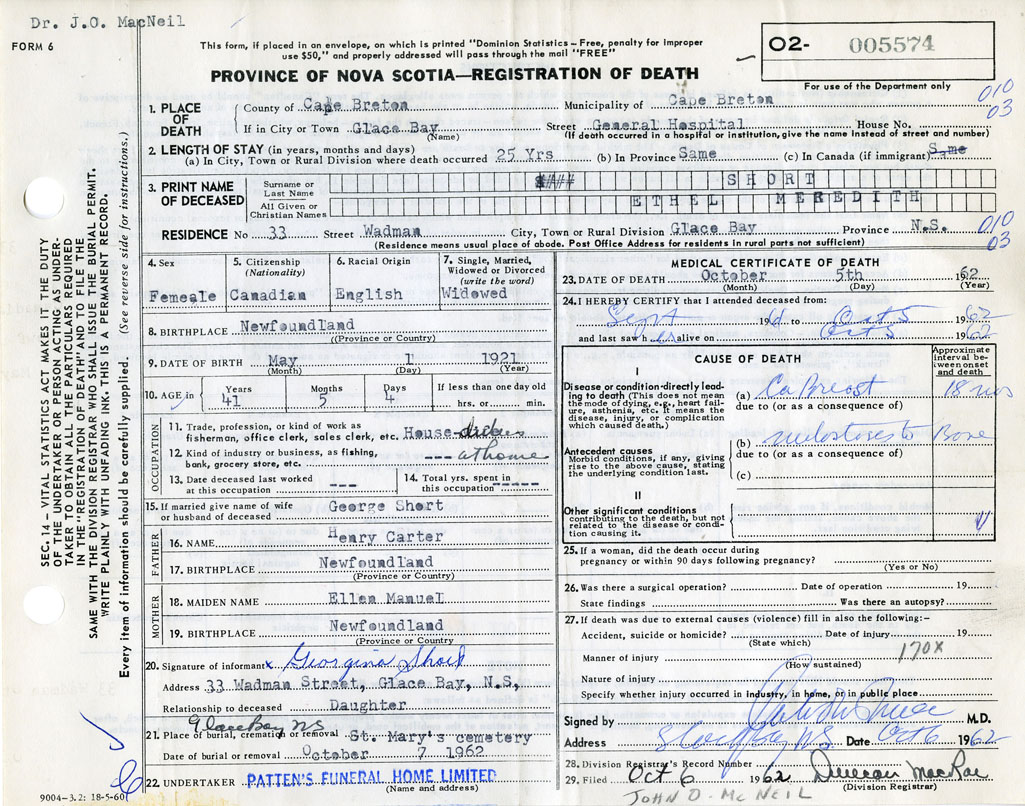 Dr. J.O. MacNeil
FORM 6
This form, if placed in an envelope, on which is printed "Dominion Statistics – Free, penalty for improper
use $50," and properly addressed will pass through the mail "FREE"
O2- 005574
For use of the Department only
PROVINCE OF NOVA SCOTIA—REGISTRATION OF DEATH
010
03
1. PLACE OF DEATH
County of Cape Breton Municipality of Cape Breton
If in City or Town Glace Bay Street General Hospital House No.
(Name) (If death occurred in a hospital or institution, give the name instead of street and number)
2. LENGTH OF STAY (in years, months and days)
(a) In City, Town or Rural Division where death occurred 25 Yrs (b) In Province Same (c) In Canada (if immigrant) Same
3. PRINT NAME OF DECEASED
Surname or Last Name SHORT
All Given or Christian Names ETHEL MEREDITH
RESIDENCE No 33 Street Wadman City, Town or Rural Division Glace Bay Province N.S.
010
03
(Residence means usual place of abode. Post Office Address for residents in rural parts not sufficient)
4. Sex
Femeale
5. Citizenship
(Nationality)
Canadian
6. Racial Origin
English
7. Single, Married,
Widowed or Divorced
(write the word)
Widowed
8. BIRTHPLACE Newfoundland
((Province or Country)
9. DATE OF BIRTH May 1 1921
(Month) (Day) (Year)
10. AGE in Years 41 Months 5 Days 4
If less than one day old
hrs. or min.
OCCUPATION
11. Trade, profession, or kind of work as
fisherman, office clerk, sales clerk, etc. House-
12. Kind of industry or business, as fishing,
bank, grocery store, etc. --- at home
13. Date deceased last worked
at this occupation ---
14. Total yrs. spent in
this occupation -----
15. If married give name of wife
or husband of deceased George Short
FATHER
16. NAME Henry Carter
17. BIRTHPLACE Newfoundland
(Province or Country)
MOTHER
18. MAIDEN NAME Ellen Manuel
19. BIRTHPLACE Newfoundland
(Province or Country)
20. Signature of informant x Georgina Short
Address 33 Wadman Street, Glace Bay, N.S,
Relationship to deceased Daughter
Glace Bay NS
21. Place of burial, cremation or removal St. Mary's cemetery
Date of burial or removal October 7 1962
22. UNDERTAKER PATTEN'S FUNERAL HOME LIMITED
(Name and address)
9004-3.2: 18-5-60
MEDICAL CERTIFICATE OF DEATH
23. DATE OF DEATH October 5th 1962
(Month) (Day) (Year)
24. I HEREBY CERTIFY that I attended deceased from:
Sept 1961 to Oct 5 1962
and last saw her alive on Oct 5 1962
CAUSE OF DEATH
Approximate
interval be-
tween onset
and death
I
Disease or condition directly lead-
ing to death (This does not mean
the mode of dying, e.g., heart fail-
ure, asthenia, etc. It means the
disease, injury, or complication
which caused death.)
(a) Ca Breast 18 mos
due to (or as a consequence of)
Antecedent causes
Morbid conditions, if any, giving
rise to the above cause, stating
the underlying condition last.
(b) metastases to Bone
due to (or as a consequence of)
(c)
II
Other significant conditions
contributing to the death, but not
related to the disease or condi-
tion causing it.
25. If a woman, did the death occur during
pregnancy or within 90 days following pregnancy?
(Yes or No)
26. Was there a surgical operation? Date of operation 19
State findings Was there an autopsy?
27. If death was due to external causes (violence) fill in also the following:-
Accident, suicide or homicide? Date of injury 19
(State which)
Manner of injury 170X
(How sustained)
Nature of injury
Specify whether injury occurred in industry, in home, or in public place
Signed by M.D.
Address Glace Bay N.S. Date Oct 6 1962
28. Division Registrar's Record Number
29. Filed Oct 6 1962 Duncan MacRae
(Division Registrar)
JOHN O. McNEIL
SEC. 14 – VITAL STATISTICS ACT MAKES IT THE DUTY
OF THE UNDERTAKER OR PERSON ACTING AS UNDER-
TAKER TO OBTAIN ALL THE PARTICULARS REQUIRED
IN THE "REGISTRATION OF DEATH" AND TO FILE THE
SAME WITH THE DIVISION REGISTRAR WHO SHALL ISSUE THE BURIAL PERMIT.
WRITE PLAINLY WITH UNFADING INK. THIS IS A PERMANENT RECORD.
Every item of information should be carefully supplied. (See reverse side for instructions.)